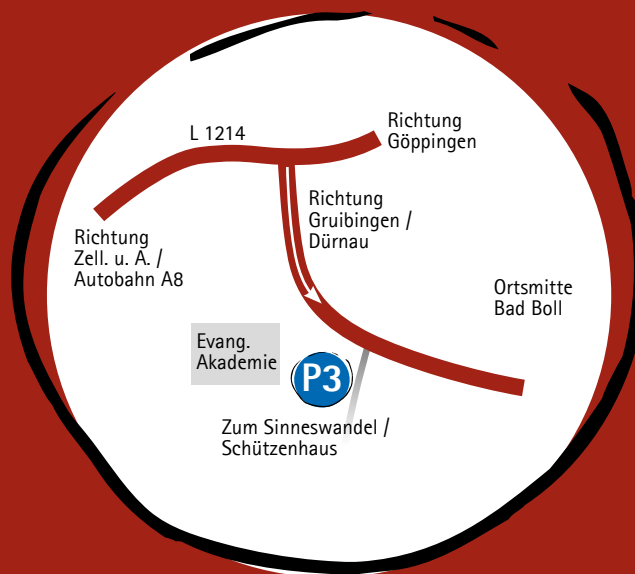 L 1214
Richtung
Göppingen
Richtung
Gruibingen /
Dürnau
Richtung
Zell. u. A. /
Autobahn A8
Ortsmitte
Bad Boll
Evang.
Akademie
P3
Zum Sinneswandel /
Schützenhaus